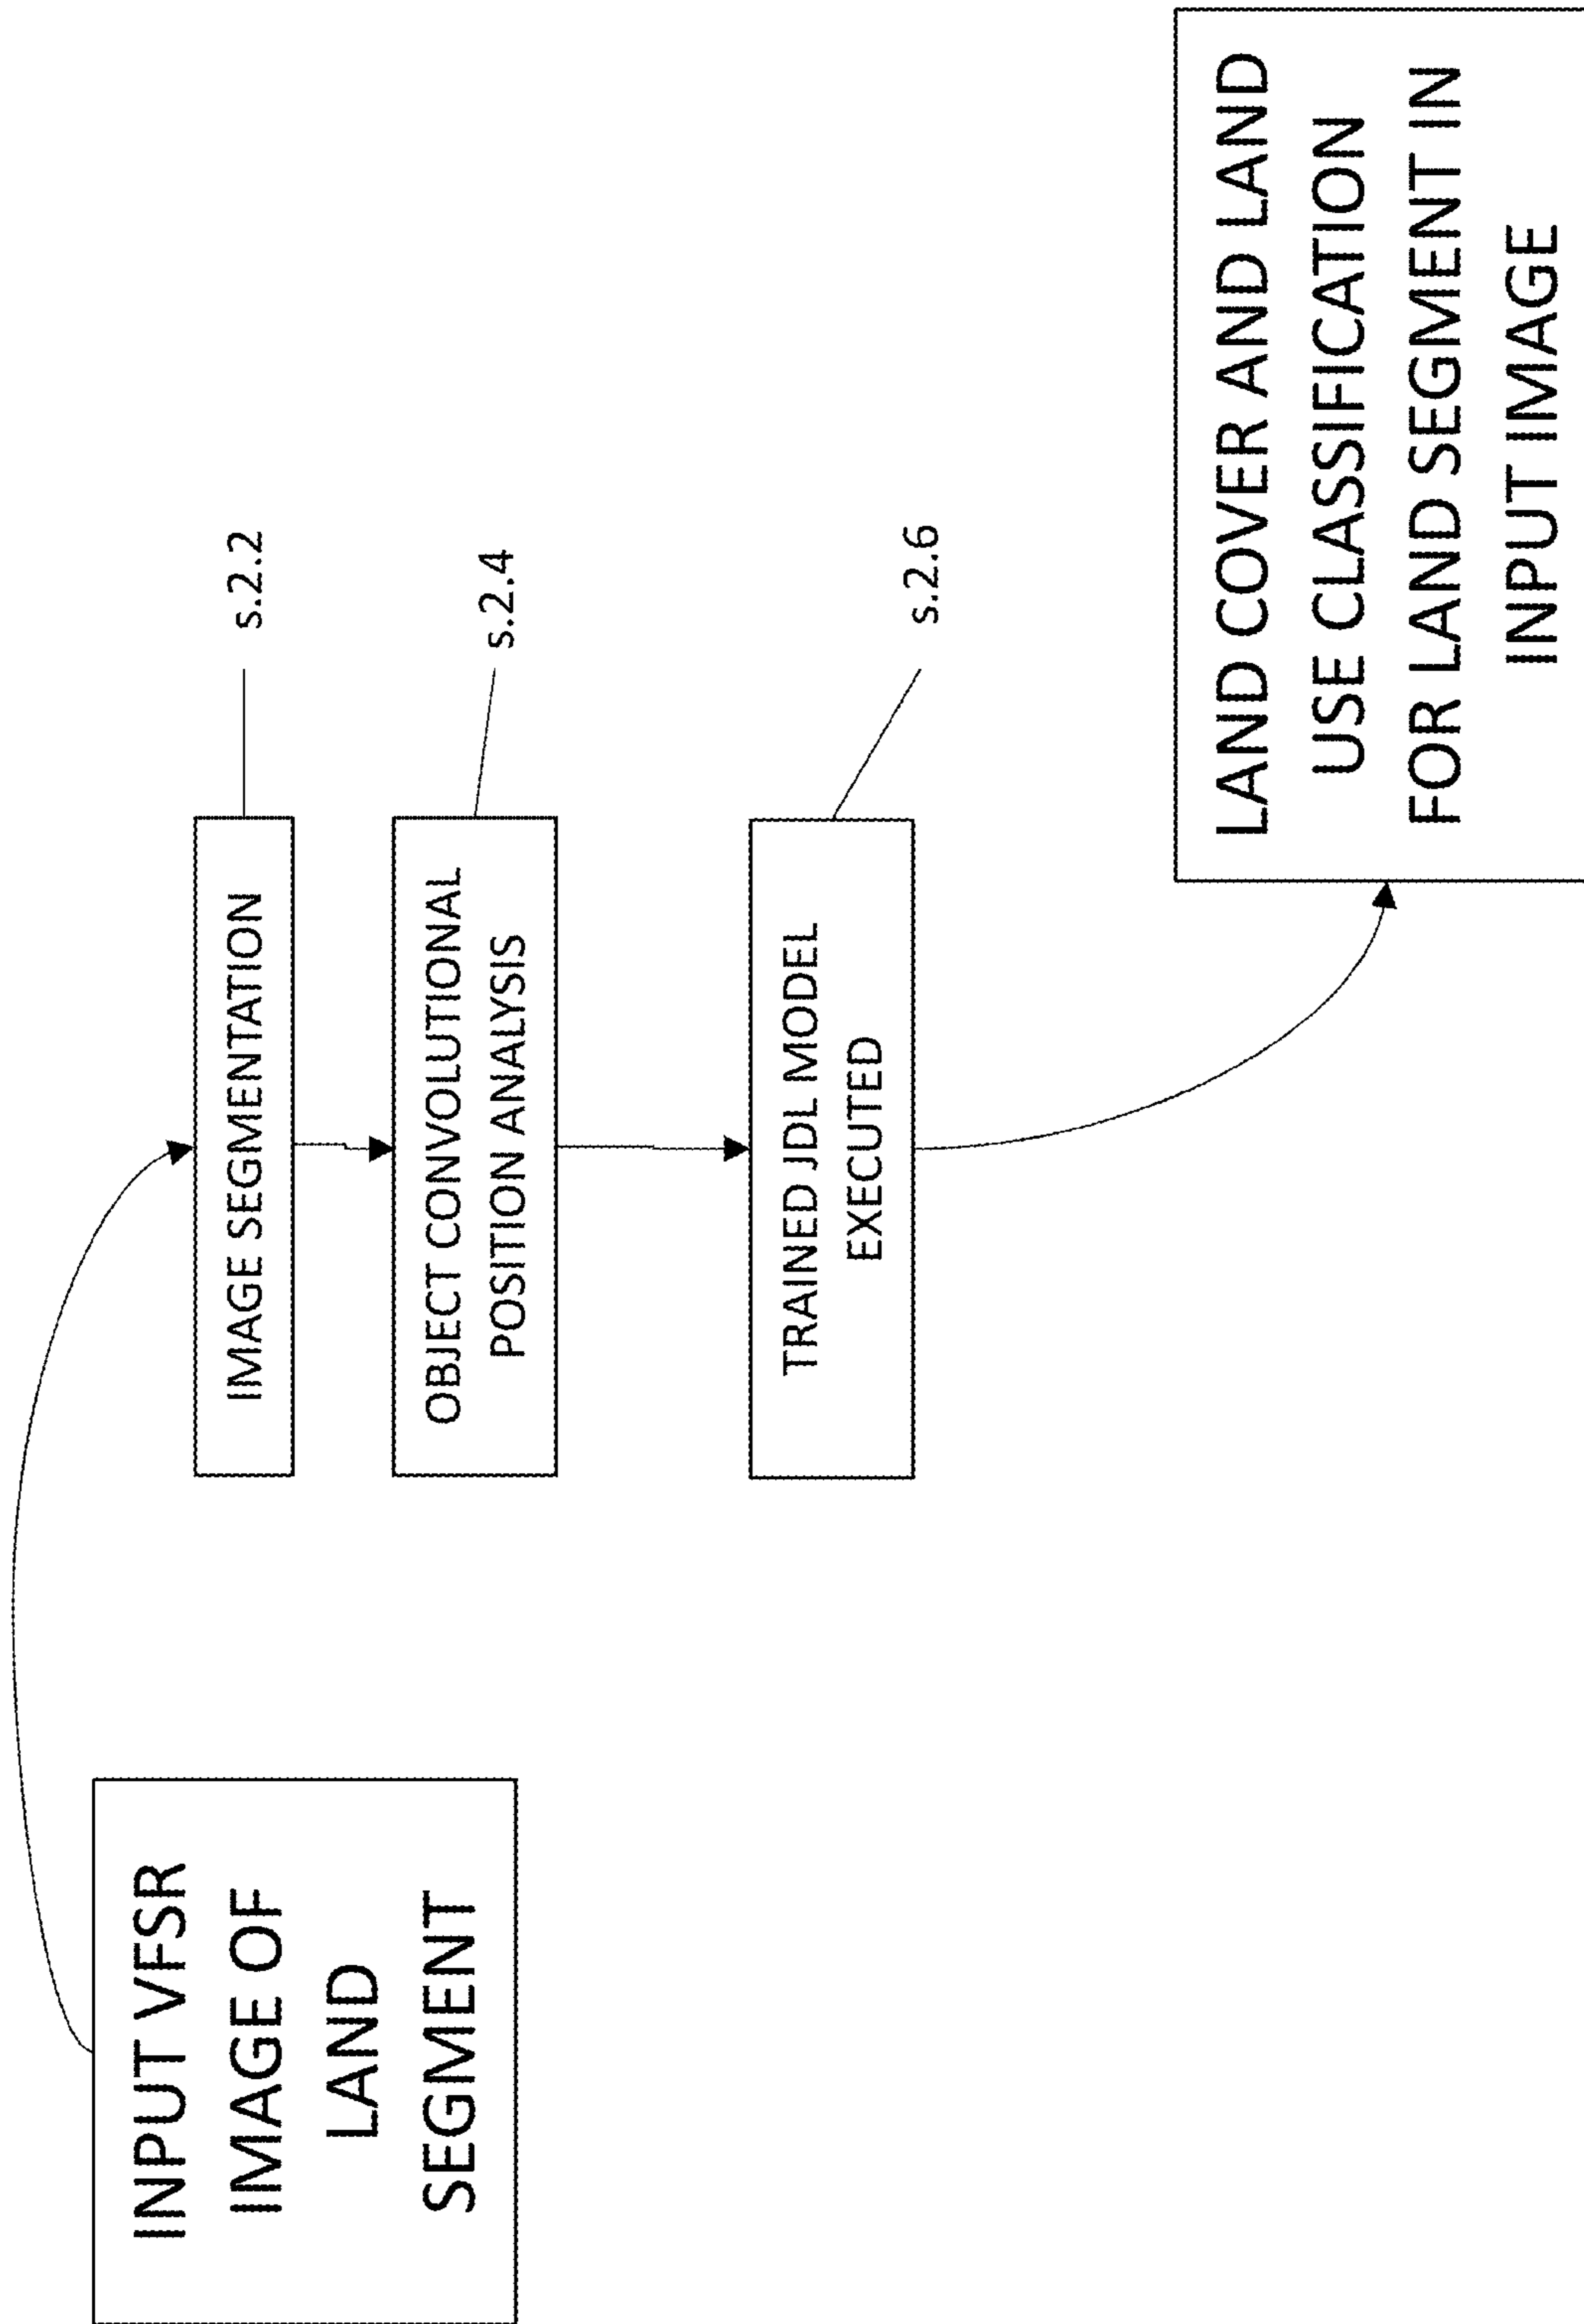 INPUT VFSR
IMAGE OF
LAND
SEGMENT
IMAGE SEGMENTATION
s.2.2
OBJECT CONVOLUTIONAL
POSITION ANALYSIS
s.2.4
TRAINED JDL MODEL
EXECUTED
s.2.6
LAND COVER AND LAND
USE CLASSIFICATION
FOR LAND SEGMENT IN
INPUT IMAGE